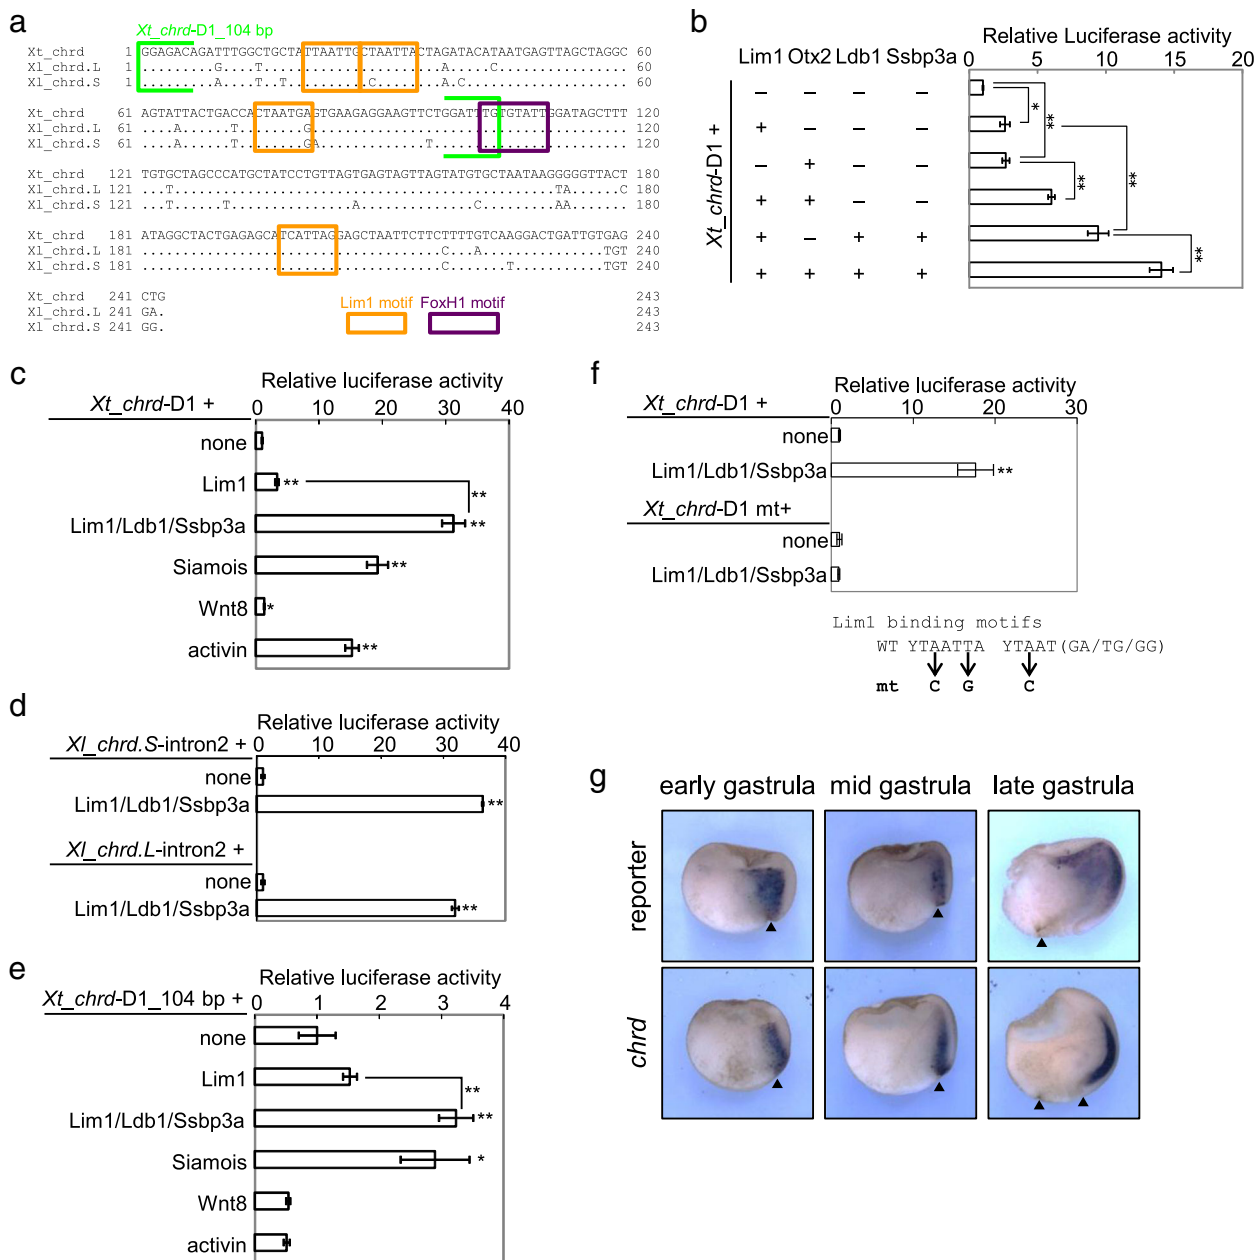 a
Xt_chrd-D1_104 bp
Xt_chrd 1 GGAGACAGATTTGGCTGCTATTAATTGCTAATTACTAGATACATAATGAGTTAGCTAGGC 60
Xl_chrd.L 1 60
Xl_chrd.S 1 60
Xt_chrd 61 AGTATTACTGACCACTAATGAGTGAAGAGGAAGTTCTGGATTTGTGTATTGGATAGCTTT 120
Xl_chrd.L 61 120
Xl_chrd.S 61 120
Xt_chrd 121 TGTGCTAGCCCATGCTATCCTGTTAGTGAGTAGTTAGTATGTGCTAATAAGGGGGTTACT 180
Xl_chrd.L 121 180
Xl_chrd.S 121 180
Xt_chrd 181 ATAGGCTACTGAGAGCATCATTAGGAGCTAATTCTTCTTTTGTCAAGGACTGATTGTGAG 240
Xl_chrd.L 181 240
Xl_chrd.S 181 240
Xt_chrd 241 CTG 243
Xl_chrd.L 241 GA. 243
Xl_chrd.S 241 GG. 243
Lim1 motif FoxH1 motif
b
Relative Luciferase activity
Lim1 Otx2 Ldb1 Ssbp3a
0 5 10 15 20
Xt_chrd-D1 +
− − − −
+ − − −
− + − −
+ + − −
+ − + +
+ + + +
* ** ** ** **
c
Relative luciferase activity
Xt_chrd-D1 +
0 10 20 30 40
none
Lim1 **
**
Lim1/Ldb1/Ssbp3a **
Siamois **
Wnt8 *
activin **
d
Relative luciferase activity
Xl_chrd.S-intron2 +
0 10 20 30 40
none
Lim1/Ldb1/Ssbp3a **
Xl_chrd.L-intron2 +
none
Lim1/Ldb1/Ssbp3a **
e
Relative luciferase activity
Xt_chrd-D1_104 bp +
0 1 2 3 4
none
Lim1
**
Lim1/Ldb1/Ssbp3a **
Siamois *
Wnt8
activin
f
Relative luciferase activity
Xt_chrd-D1 +
0 10 20 30
none
Lim1/Ldb1/Ssbp3a **
Xt_chrd-D1 mt+
none
Lim1/Ldb1/Ssbp3a
Lim1 binding motifs
WT YTAATTA YTAAT(GA/TG/GG)
mt C G C
g
early gastrula mid gastrula late gastrula
reporter
chrd